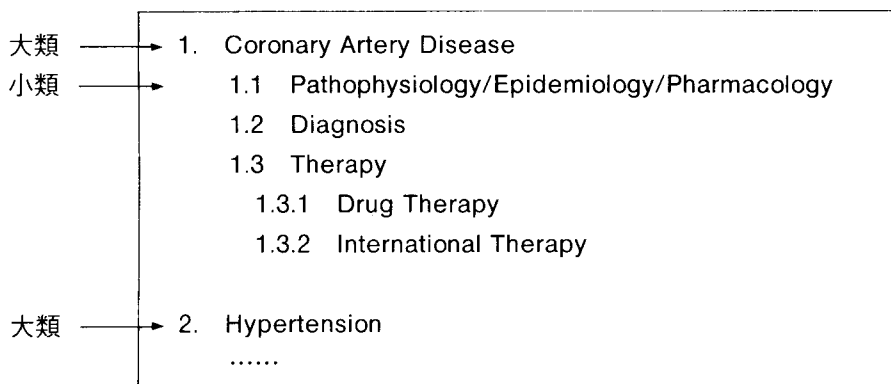 大類 1. Coronary Artery Disease
小類 1.1 Pathophysiology/Epidemiology/Pharmacology
1.2 Diagnosis
1.3 Therapy
1.3.1 Drug Therapy
1.3.2 International Therapy
大類 2. Hypertension
……